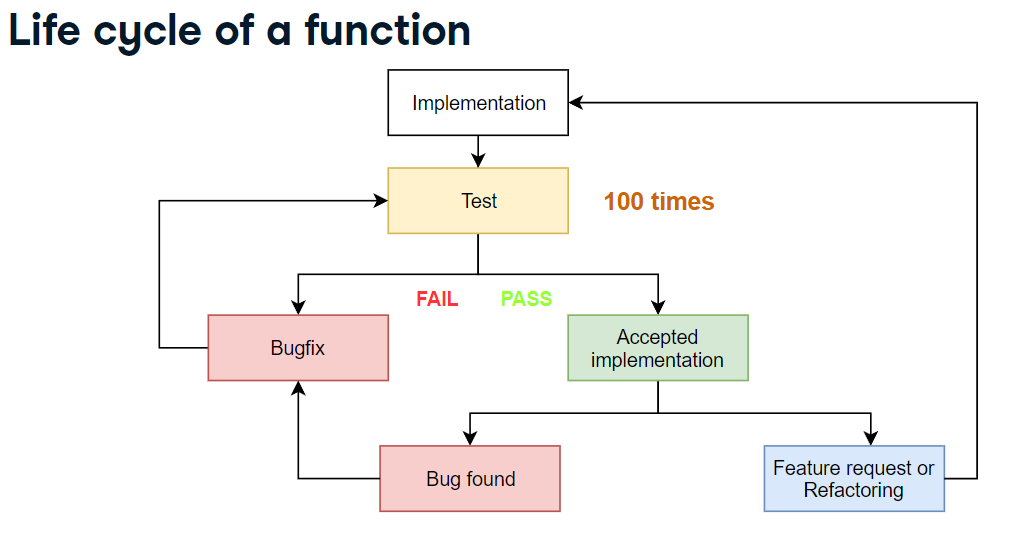 Life cycle of a function
Implementation
Test
100 times
FAIL
PASS
Bugfix
Accepted
implementation
Bug found
Feature request or
Refactoring